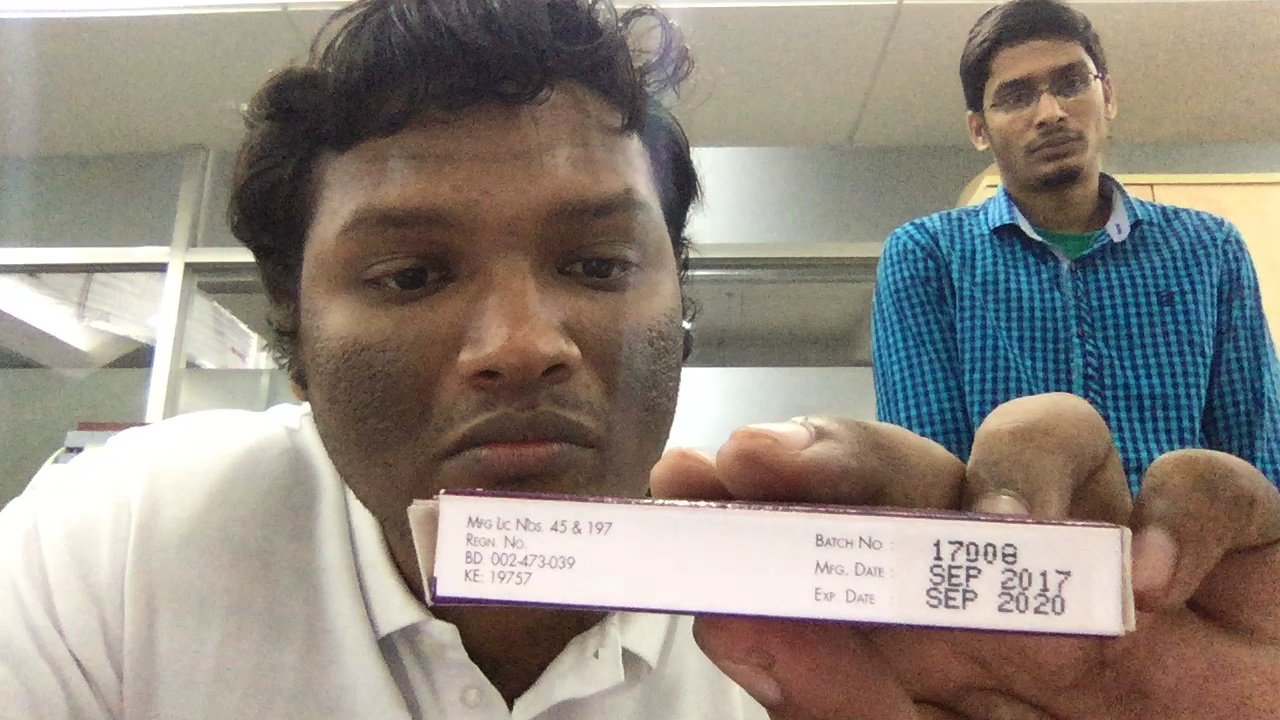 Mfg Lic Nos. 45 & 197
Regn. No.
BD. 002-473-039
KE: 19757
Batch No :
Mfg. Date :
Exp. Date :
17D08
SEP 2017
SEP 2020